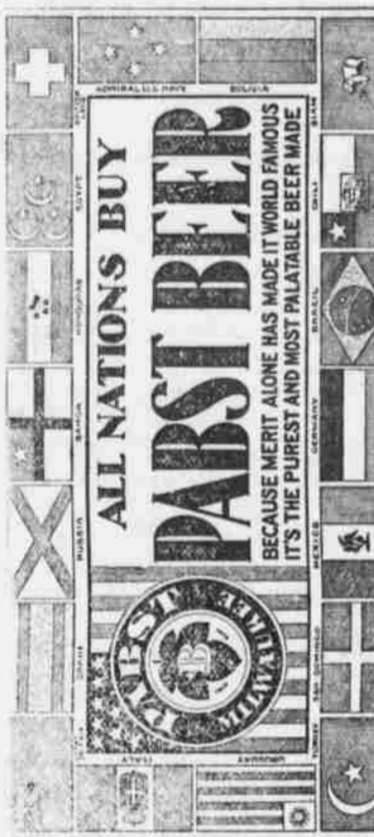 ALL NATIONS BUY
PABST BEER
BECAUSE MERIT ALONE HAS MADE IT WORLD FAMOUS
IT'S THE PUREST AND MOST PALATABLE BEER MADE
PABST
MILWAUKEE
B
ITALY
SPAIN
RUSSIA
SAMOA
HONDURAS
EGYPT
ADMIRAL U.S. NAVY
BOLIVIA
SIAM
CHILI
BRAZIL
GERMANY
MEXICO
SAN DOMINGO
TURKEY
URUGUAY